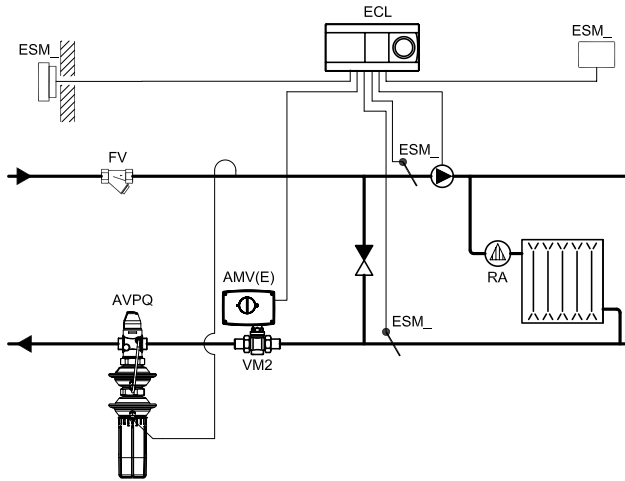 ECL
ESM_
ESM_
FV
ESM_
AMV(E)
RA
AVPQ
ESM_
VM2